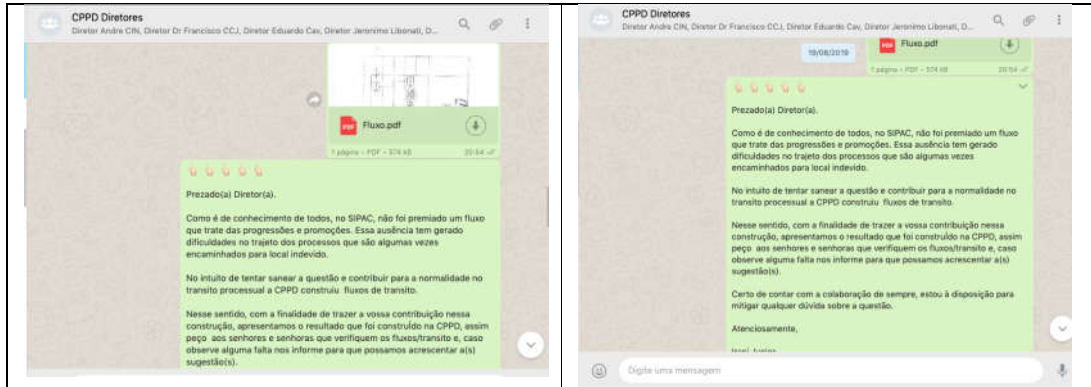 CPPD Diretores
Diretor Andre CIN, Diretor Dr Francisco CCJ, Diretor Eduardo Cav, Diretor Jeronimo Libonati, D...
Fluxo.pdf
1 página - PDF - 574 kB 20:54
Prezado(a) Diretor(a).
Como é de conhecimento de todos, no SIPAC, não foi premiado um fluxo
que trate das progressões e promoções. Essa ausência tem gerado
dificuldades no trajeto dos processos que são algumas vezes
encaminhados para local indevido.
No intuito de tentar sanear a questão e contribuir para a normalidade no
transito processual a CPPD construiu fluxos de transito.
Nesse sentido, com a finalidade de trazer a vossa contribuição nessa
construção, apresentamos o resultado que foi construído na CPPD, assim
peço aos senhores e senhoras que verifiquem os fluxos/transito e, caso
observe alguma falta nos informe para que possamos acrescentar a(s)
sugestão(s).
CPPD Diretores
Diretor Andre CIN, Diretor Dr Francisco CCJ, Diretor Eduardo Cav, Diretor Jeronimo Libonati, D...
19/08/2019
Fluxo.pdf
1 página - PDF - 574 kB 20:54
Prezado(a) Diretor(a).
Como é de conhecimento de todos, no SIPAC, não foi premiado um fluxo
que trate das progressões e promoções. Essa ausência tem gerado
dificuldades no trajeto dos processos que são algumas vezes
encaminhados para local indevido.
No intuito de tentar sanear a questão e contribuir para a normalidade no
transito processual a CPPD construiu fluxos de transito.
Nesse sentido, com a finalidade de trazer a vossa contribuição nessa
construção, apresentamos o resultado que foi construído na CPPD, assim
peço aos senhores e senhoras que verifiquem os fluxos/transito e, caso
observe alguma falta nos informe para que possamos acrescentar a(s)
sugestão(s).
Certo de contar com a colaboração de sempre, estou à disposição para
mitigar qualquer dúvida sobre a questão.
Atenciosamente,
Digite uma mensagem